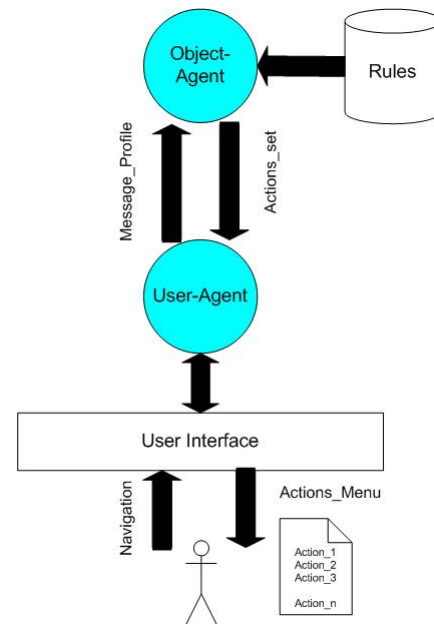 Object-
Agent
Rules
Message_Profile
Actions_set
User-Agent
User Interface
Navigation
Actions_Menu
Action_1
Action_2
Action_3
Action_n